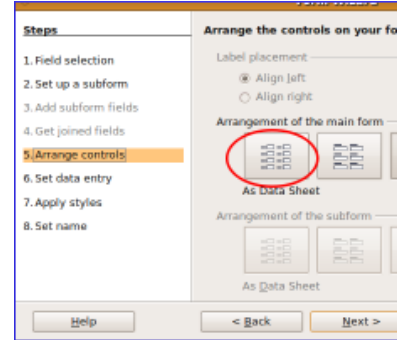 Steps
1. Field selection
2. Set up a subform
3. Add subform fields
4. Get joined fields
5. Arrange controls
6. Set data entry
7. Apply styles
8. Set name
Arrange the controls on your fo
Label placement
Align left
Align right
Arrangement of the main form
As Data Sheet
Arrangement of the subform
As Data Sheet
Help
< Back
Next >